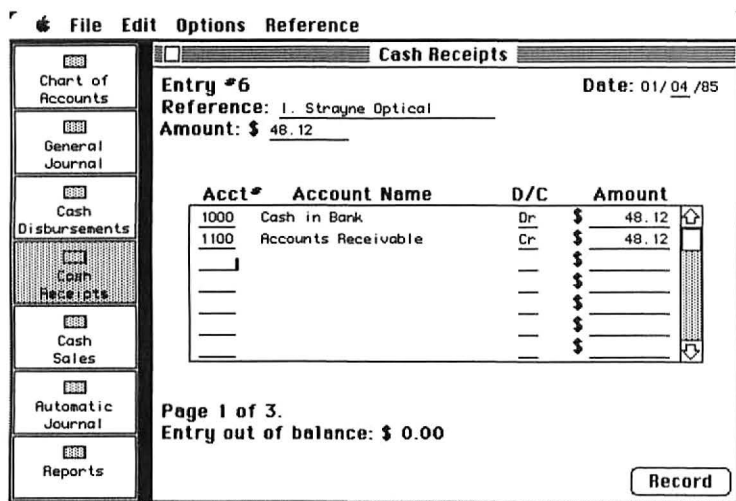 File Edit Options Reference
Chart of
Accounts
General
Journal
Cash
Disbursements
Cash
Receipts
Cash
Sales
Automatic
Journal
Reports
Cash Receipts
Entry #6 Date: 01/04/85
Reference: I. Strayne Optical
Amount: $ 48.12
Acct# Account Name D/C Amount
1000 Cash in Bank Dr $ 48.12
1100 Accounts Receivable Cr $ 48.12
$
$
$
$
$
Page 1 of 3.
Entry out of balance: $ 0.00
Record